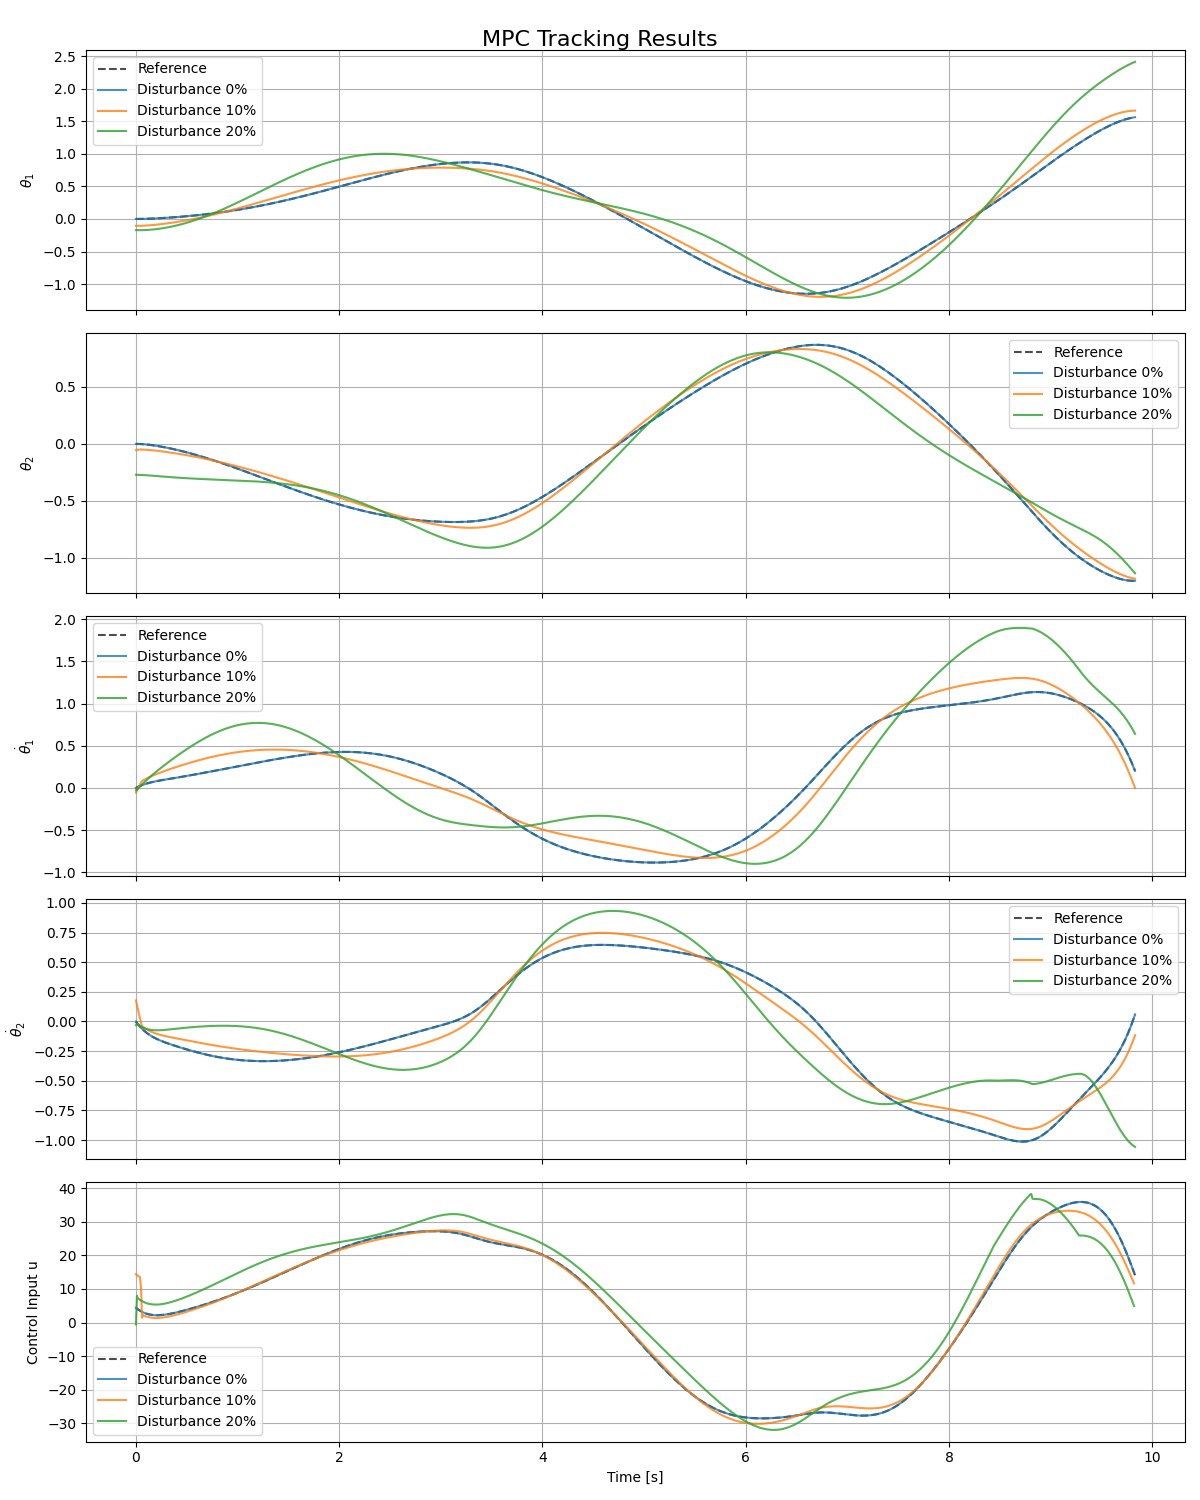 MPC Tracking Results
2.5
2.0
1.5
1.0
0.5
0.0
−0.5
−1.0
θ1
Reference
Disturbance 0%
Disturbance 10%
Disturbance 20%
0.5
0.0
−0.5
−1.0
θ2
Reference
Disturbance 0%
Disturbance 10%
Disturbance 20%
2.0
1.5
1.0
0.5
0.0
−0.5
−1.0
θ̇1
Reference
Disturbance 0%
Disturbance 10%
Disturbance 20%
1.00
0.75
0.50
0.25
0.00
−0.25
−0.50
−0.75
−1.00
θ̇2
Reference
Disturbance 0%
Disturbance 10%
Disturbance 20%
40
30
20
10
0
−10
−20
−30
Control Input u
Reference
Disturbance 0%
Disturbance 10%
Disturbance 20%
0 2 4 6 8 10
Time [s]